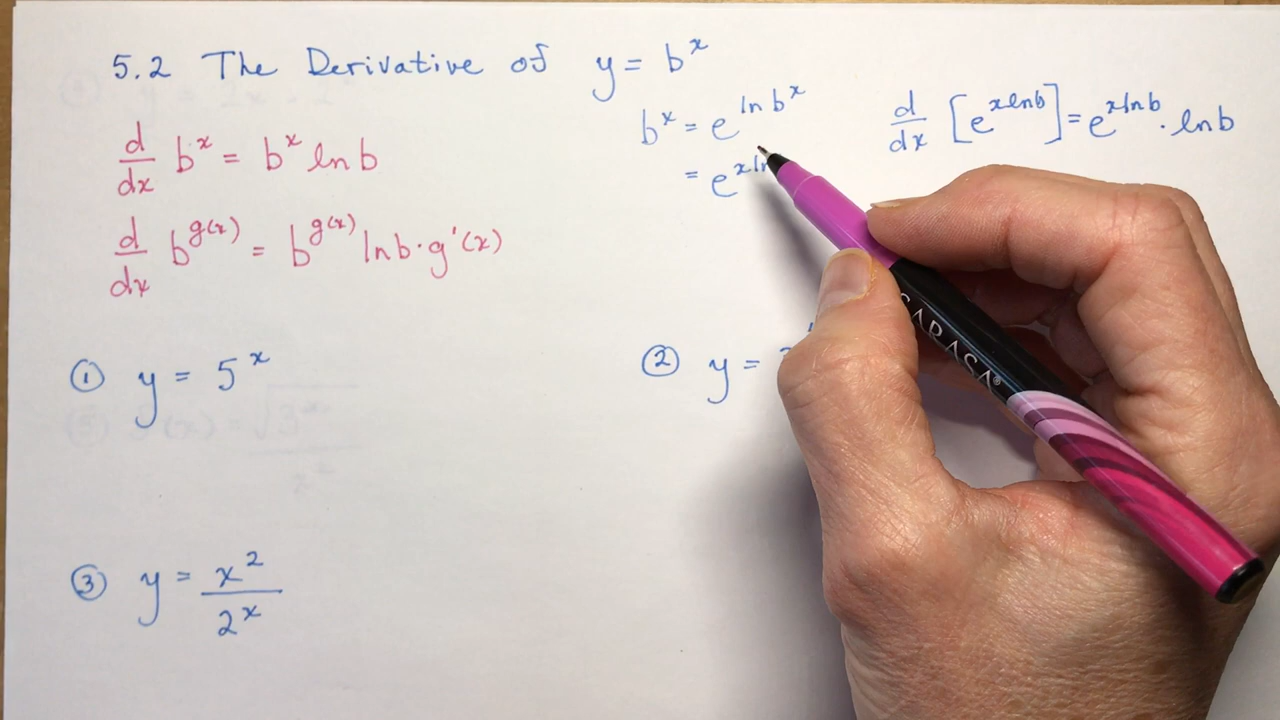 5.2 The Derivative of y = b^x
d/dx b^x = b^x ln b
d/dx b^g(x) = b^g(x) ln b · g'(x)
b^x = e^ln b^x
= e^x ln
d/dx [e^x ln b] = e^x ln b · ln b
① y = 5^x
② y =
③ y = x^2/2^x
SARASA®